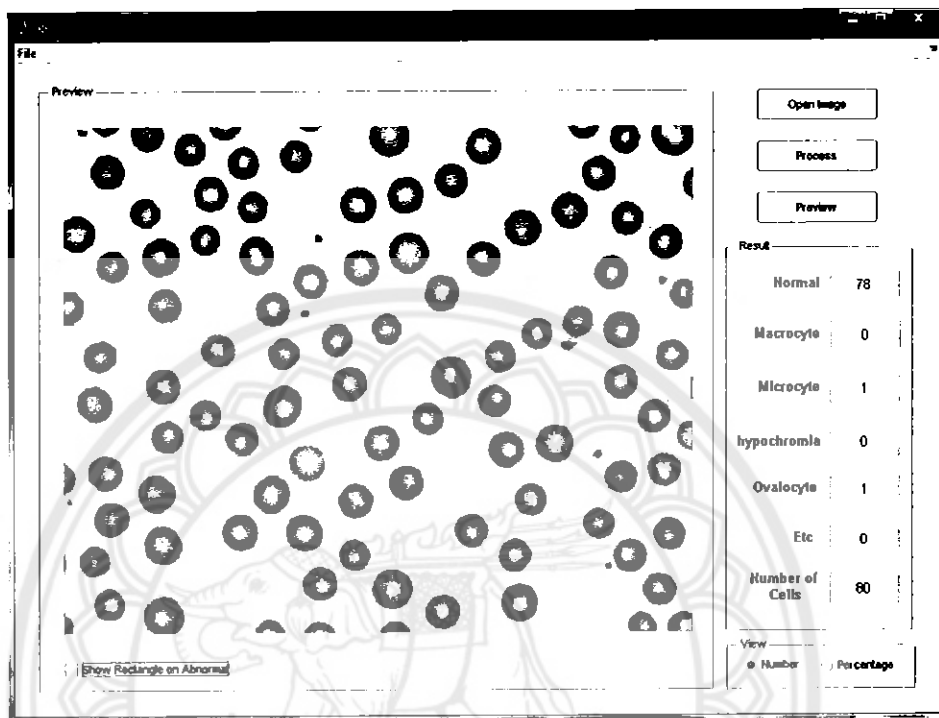 File
Preview
Open Image
Process
Preview
Result
Normal 78
Macrocyte 0
Microcyte 1
hypochromia 0
Ovalocyte 1
Etc 0
Number of
Cells 80
Show Rectangle on Abnormal
View
Number Percentage